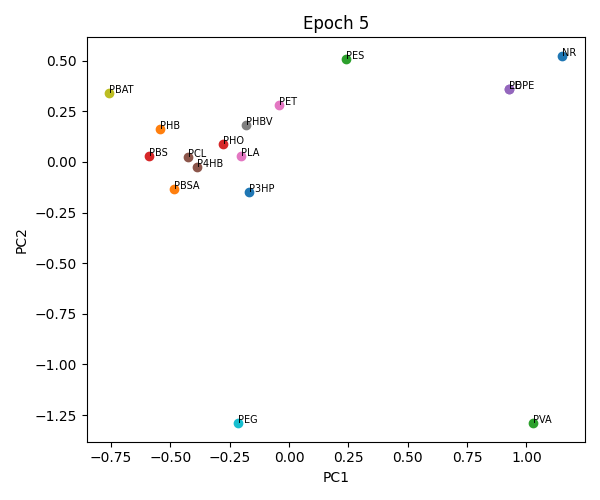 Epoch 5
PC2
0.50
0.25
0.00
−0.25
−0.50
−0.75
−1.00
−1.25
PES
NR
PBAT
PET
PHB
PHBV
PHO
PBS
PCL
PLA
P4HB
PBSA
P3HP
PEG
PVA
−0.75
−0.50
−0.25
0.00
0.25
0.50
0.75
1.00
PC1